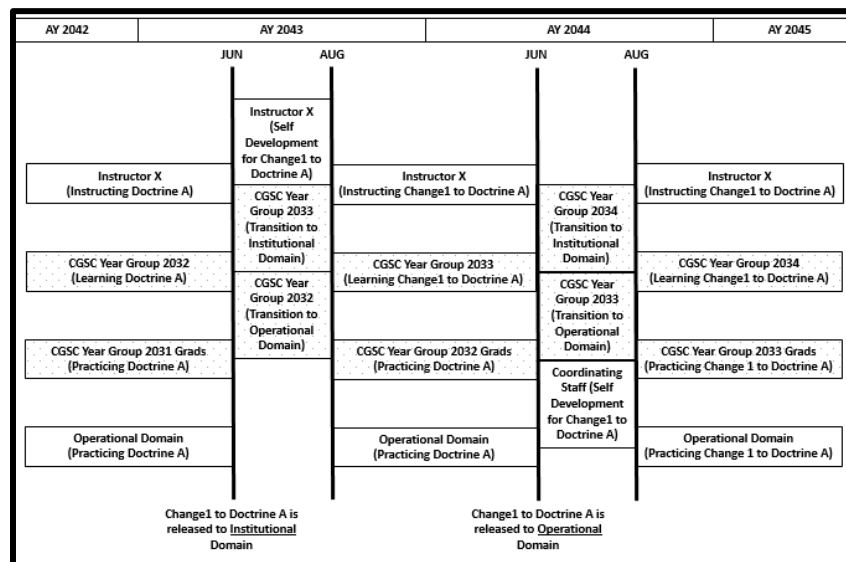 AY 2042
AY 2043
AY 2044
AY 2045
JUN
AUG
JUN
AUG
Instructor X
(Instructing Doctrine A)
CGSC Year Group 2032
(Learning Doctrine A)
CGSC Year Group 2031 Grads
(Practicing Doctrine A)
Operational Domain
(Practicing Doctrine A)
Instructor X
(Self
Development
for Change1 to
Doctrine A)
CGSC Year
Group 2033
(Transition to
Institutional
Domain)
CGSC Year
Group 2032
(Transition to
Operational
Domain)
Instructor X
(Instructing Change1 to Doctrine A)
CGSC Year Group 2033
(Learning Change1 to Doctrine A)
CGSC Year Group 2032 Grads
(Practicing Doctrine A)
Operational Domain
(Practicing Doctrine A)
CGSC Year
Group 2034
(Transition to
Institutional
Domain)
CGSC Year
Group 2033
(Transition to
Operational
Domain)
Coordinating
Staff (Self
Development
for Change1 to
Doctrine A)
Instructor X
(Instructing Change1 to Doctrine A)
CGSC Year Group 2034
(Learning Change1 to Doctrine A)
CGSC Year Group 2033 Grads
(Practicing Change 1 to Doctrine A)
Operational Domain
(Practicing Change 1 to Doctrine A)
Change1 to Doctrine A is
released to Institutional
Domain
Change1 to Doctrine A is
released to Operational
Domain